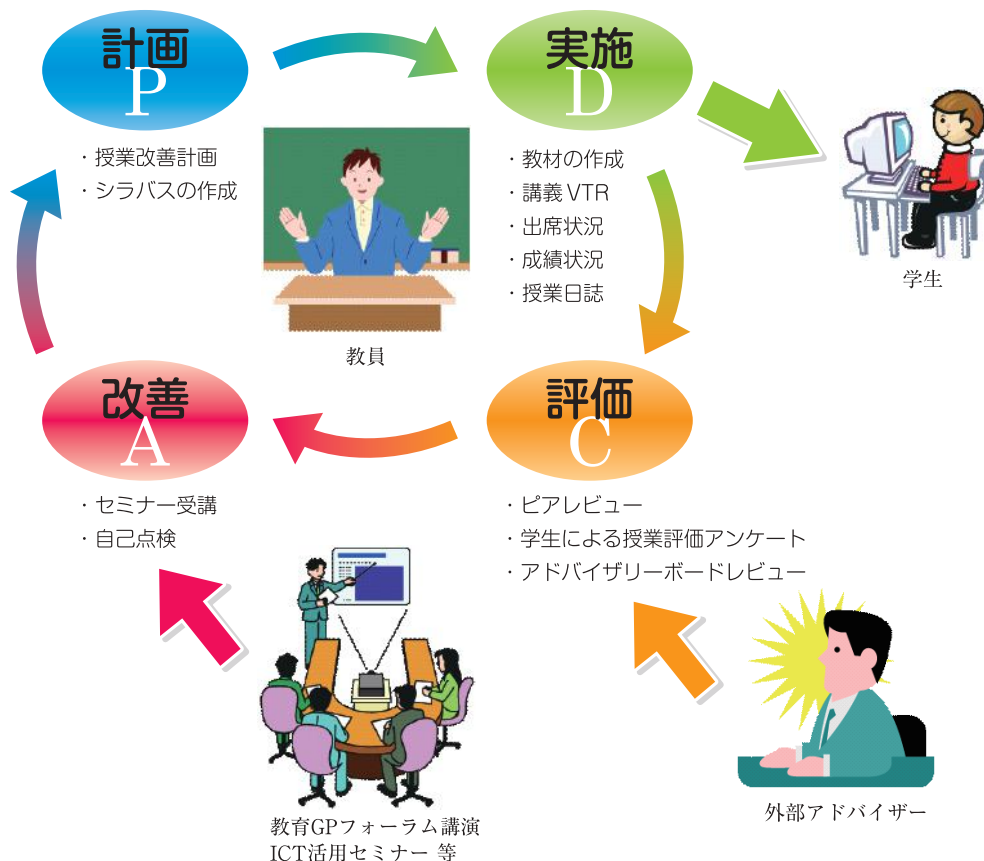 計画
P
・授業改善計画
・シラバスの作成
実施
D
・教材の作成
・講義 VTR
・出席状況
・成績状況
・授業日誌
学生
教員
改善
A
・セミナー受講
・自己点検
評価
C
・ピアレビュー
・学生による授業評価アンケート
・アドバイザリーボードレビュー
教育GPフォーラム講演
ICT活用セミナー 等
外部アドバイザー